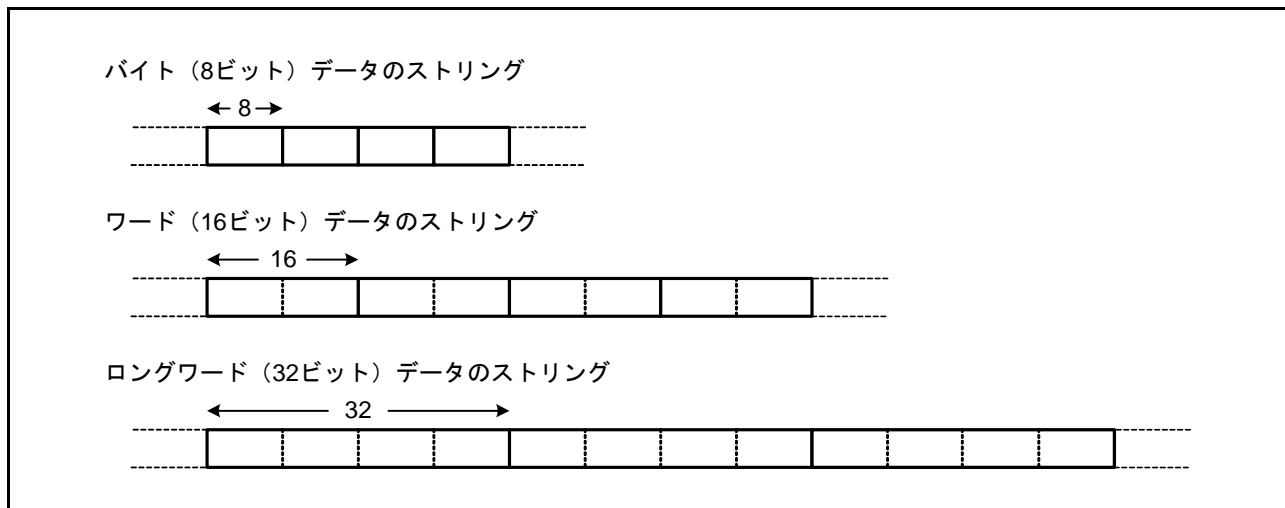 バイト（8ビット）データのストリング
8
ワード（16ビット）データのストリング
16
ロングワード（32ビット）データのストリング
32